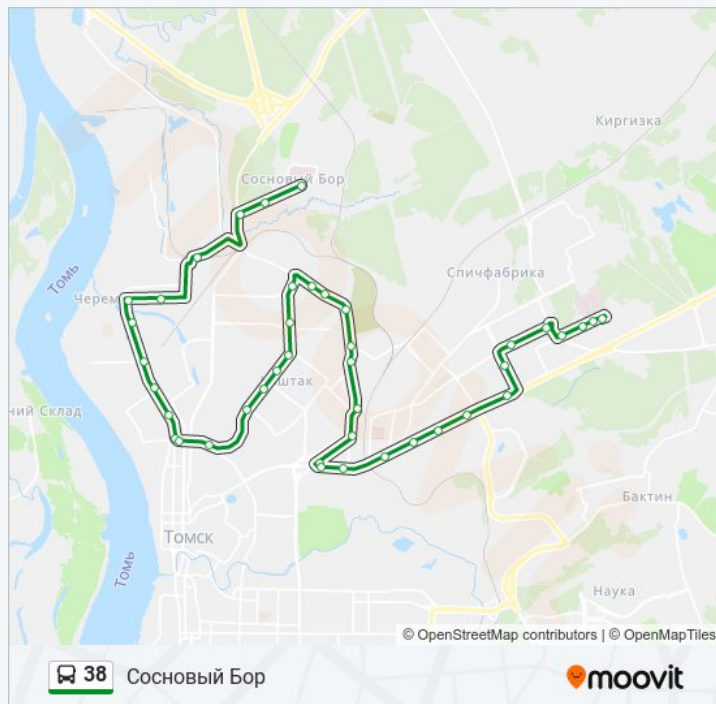 Киргизка
Сосновый Бор
Спичфабрика
Томь
Черем
штак
ний Склад
Бактин
Томск
Томь
Наука
© OpenStreetMap contributors | © OpenMapTiles
38 Сосновый Бор
moovit